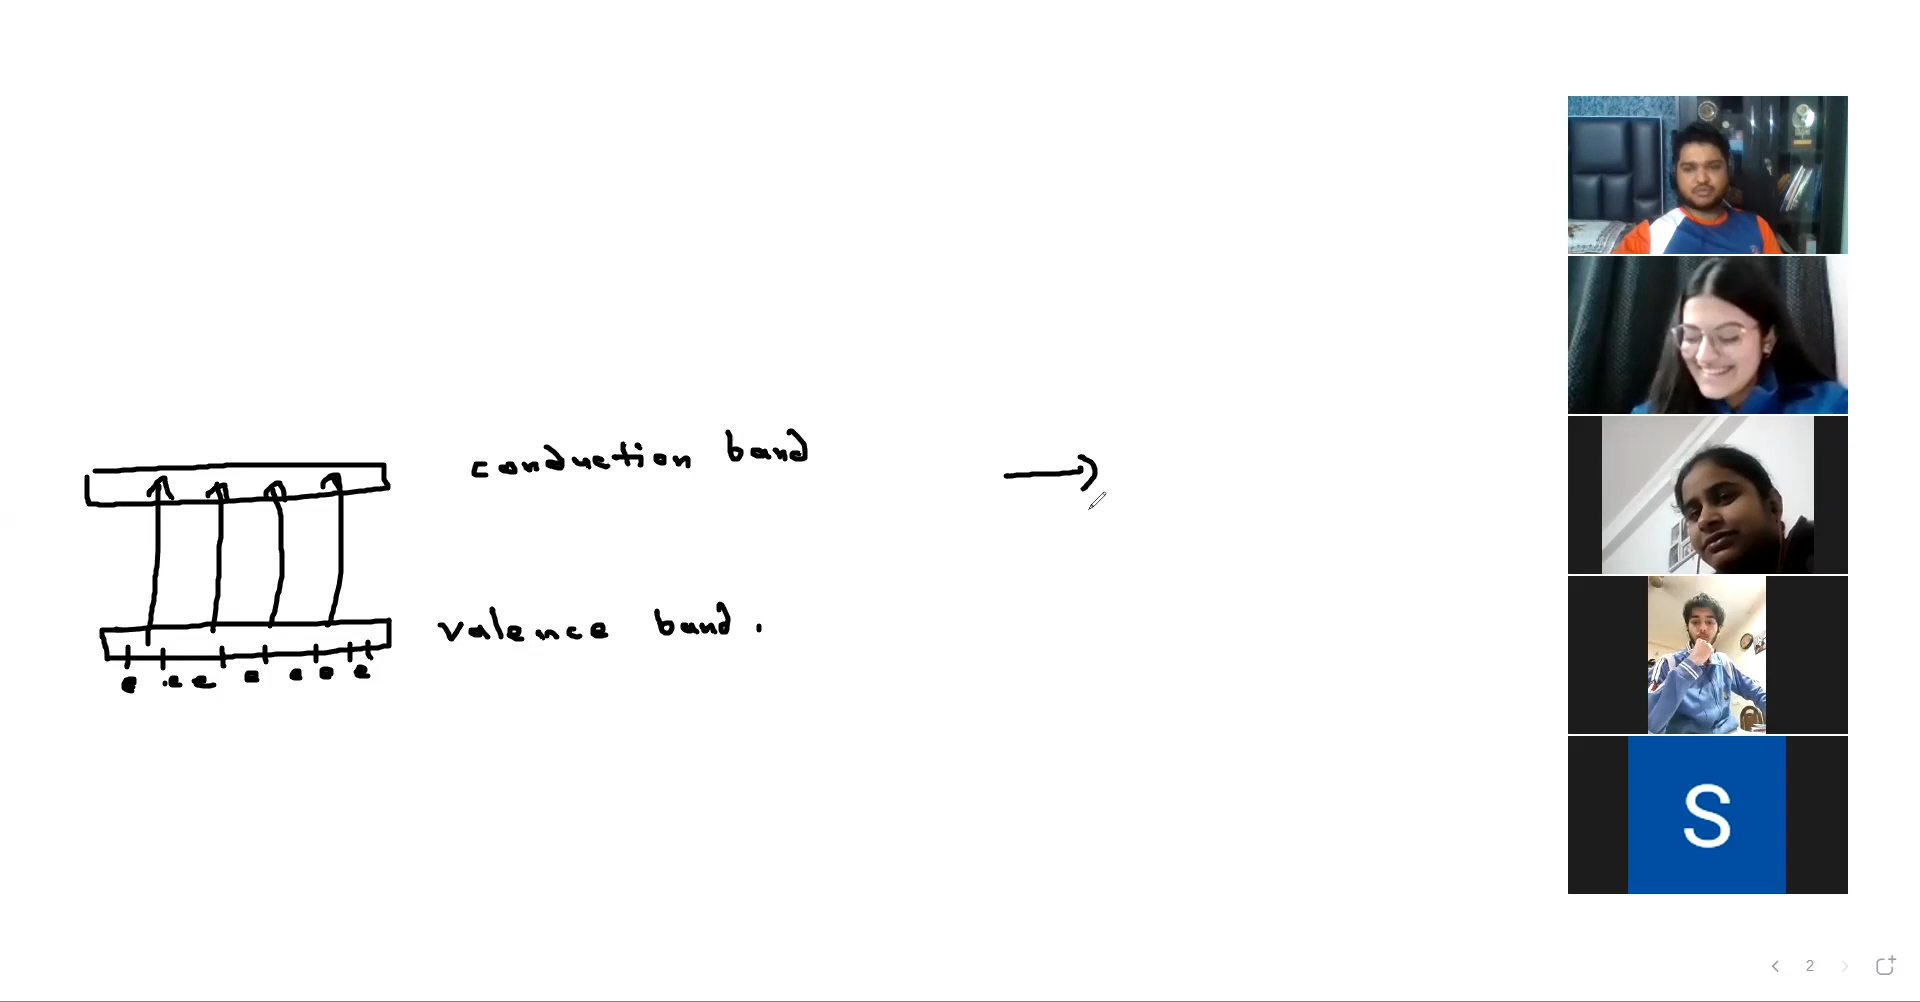 conduction band
valence band.
e e e e e e e
S
2